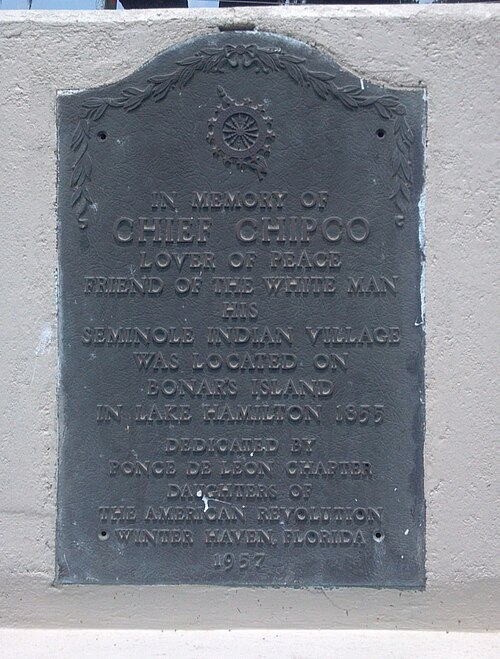 IN MEMORY OF
CHIEF CHIPCO
LOVER OF PEACE
FRIEND OF THE WHITE MAN
HIS
SEMINOLE INDIAN VILLAGE
WAS LOCATED ON
BONAR'S ISLAND
IN LAKE HAMILTON 1855
DEDICATED BY
PONCE DE LEON CHAPTER
DAUGHTERS OF
THE AMERICAN REVOLUTION
WINTER HAVEN, FLORIDA
1957